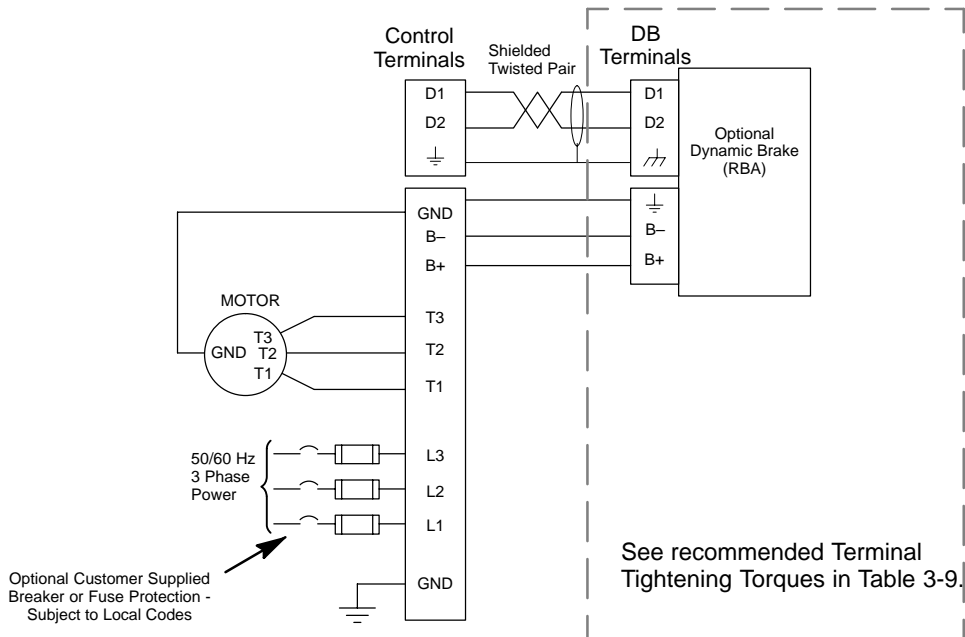 Control
Terminals
Shielded
Twisted Pair
DB
Terminals
D1
D2
D1
D2
Optional
Dynamic Brake
(RBA)
GND
B–
B+
B–
B+
MOTOR
T3
GND T2
T1
T3
T2
T1
50/60 Hz
3 Phase
Power
L3
L2
L1
GND
Optional Customer Supplied
Breaker or Fuse Protection -
Subject to Local Codes
See recommended Terminal
Tightening Torques in Table 3-9.